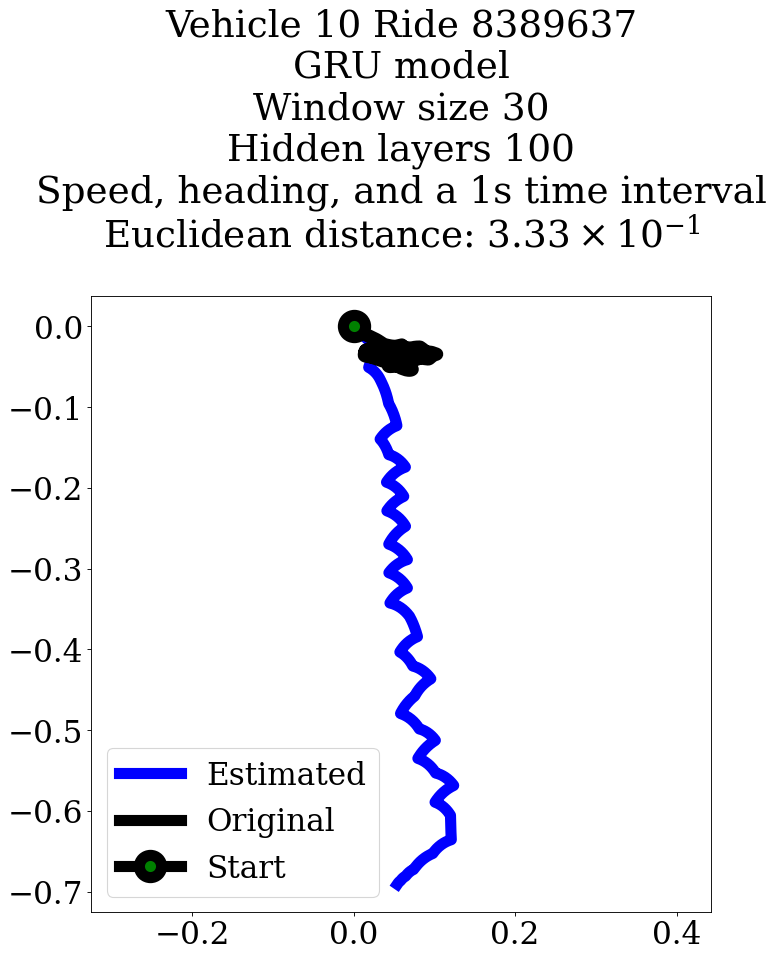 Vehicle 10 Ride 8389637
GRU model
Window size 30
Hidden layers 100
Speed, heading, and a 1s time interval
Euclidean distance: 3.33 × 10⁻¹
0.0
−0.1
−0.2
−0.3
−0.4
−0.5
−0.6
−0.7
Estimated
Original
Start
−0.2 0.0 0.2 0.4